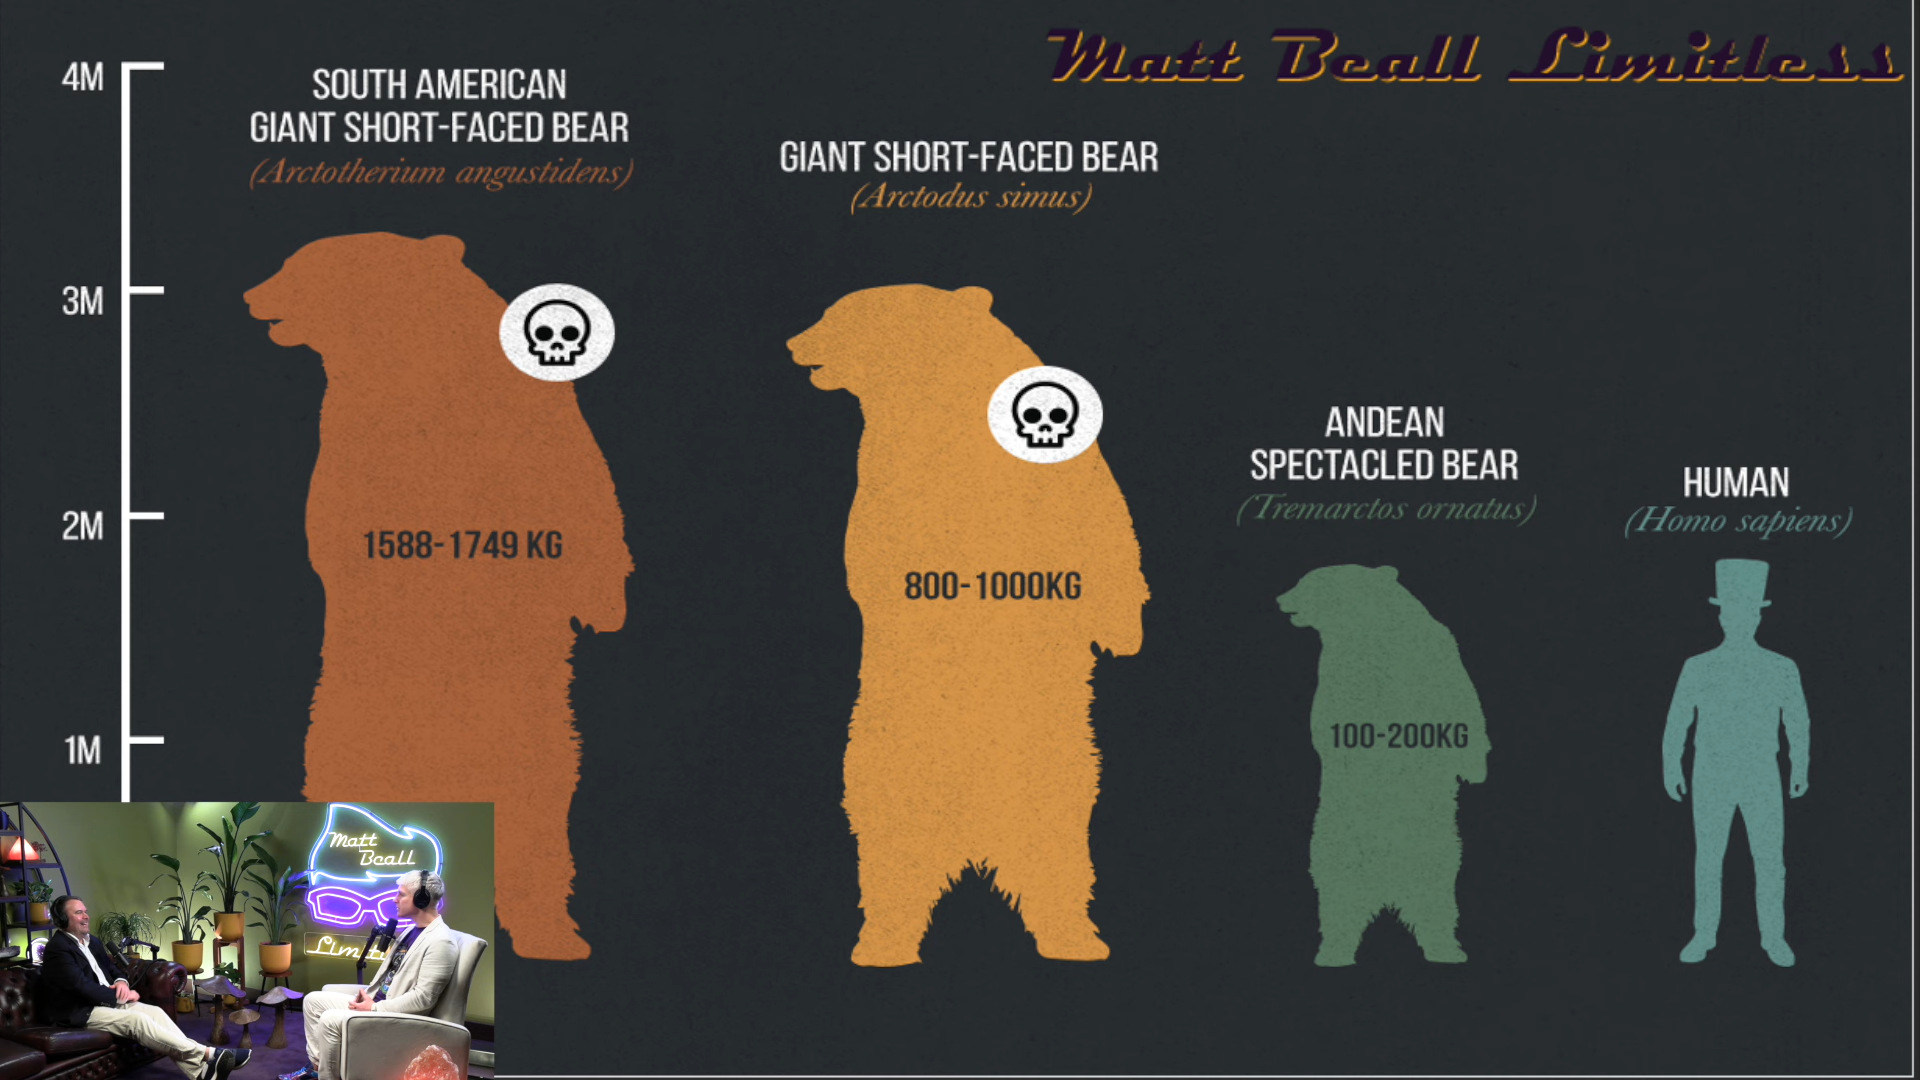 Matt Beall Limitless
4M
SOUTH AMERICAN
GIANT SHORT-FACED BEAR
(Arctotherium angustidens)
GIANT SHORT-FACED BEAR
(Arctodus simus)
3M
ANDEAN
SPECTACLED BEAR
(Tremarctos ornatus)
HUMAN
(Homo sapiens)
2M
1588-1749 KG
800-1000KG
1M
100-200KG
Matt
Beall